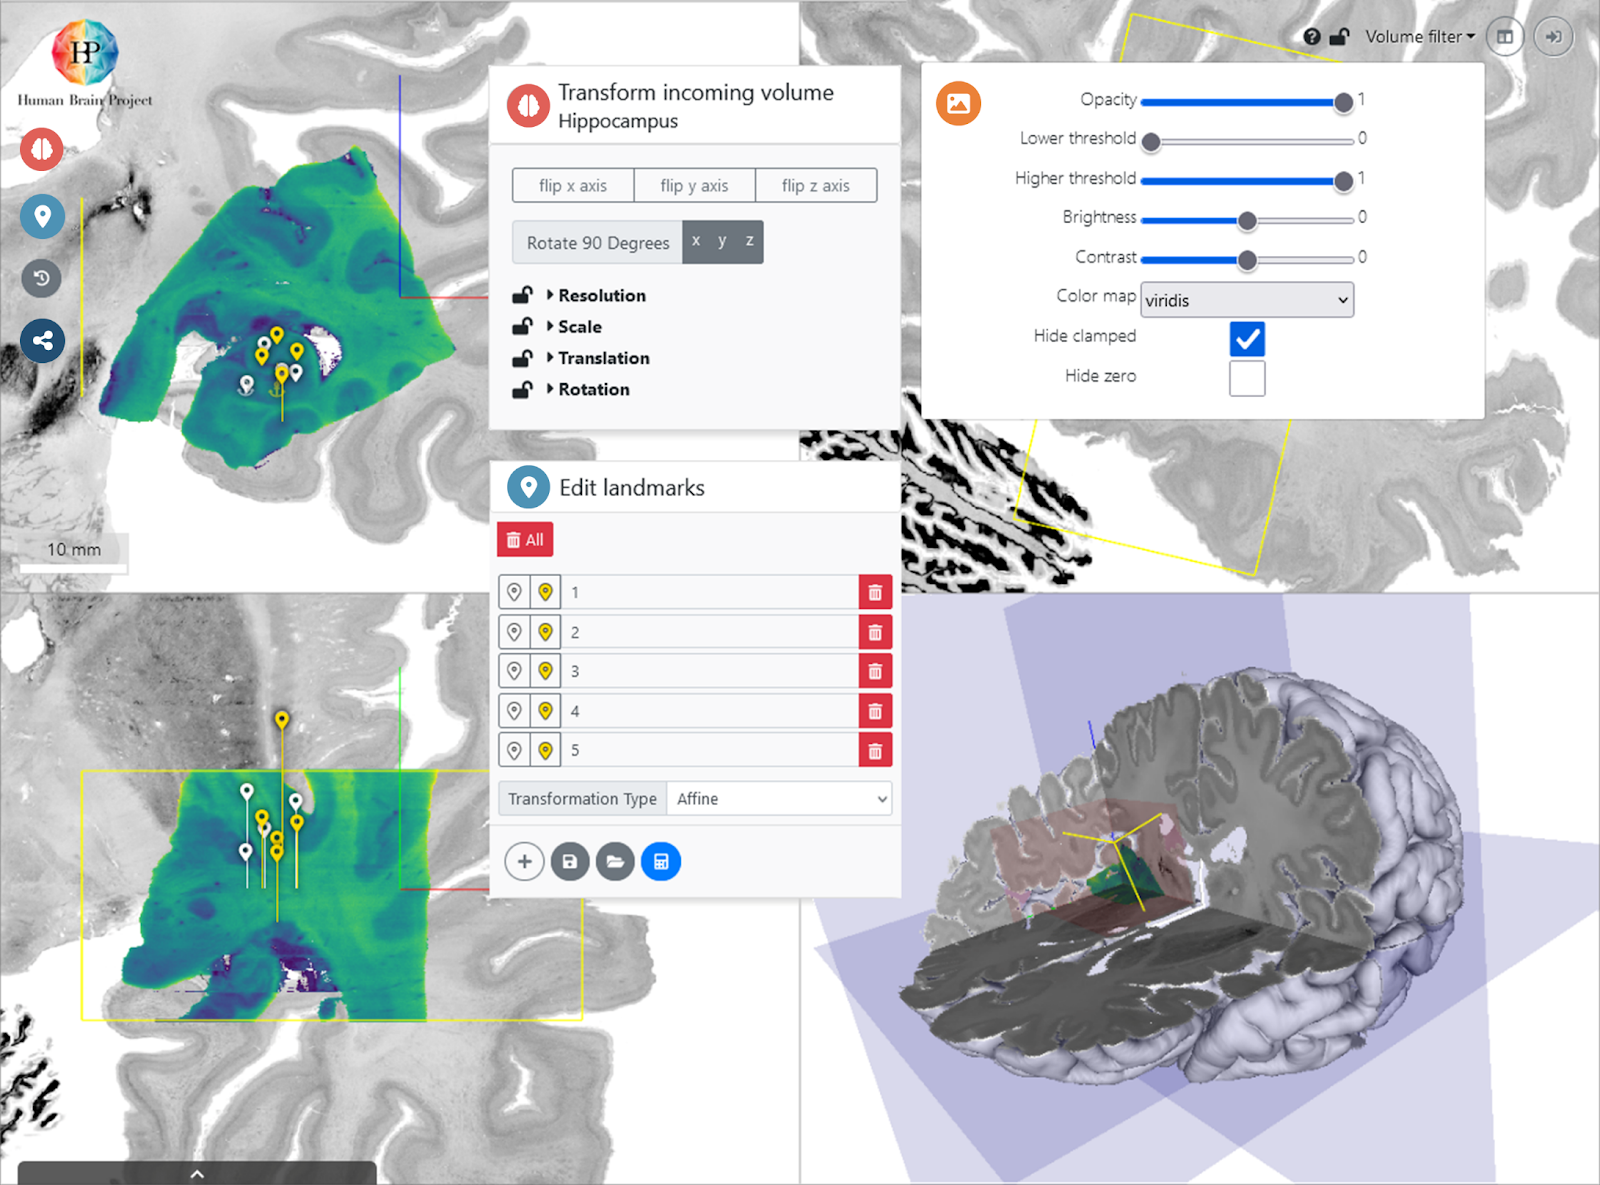 HP
Human Brain Project
10 mm
Transform incoming volume
Hippocampus
flip x axis
flip y axis
flip z axis
Rotate 90 Degrees x y z
Resolution
Scale
Translation
Rotation
Edit landmarks
All
1
2
3
4
5
Transformation Type Affine
? Volume filter
Opacity 1
Lower threshold 0
Higher threshold 1
Brightness 0
Contrast 0
Color map viridis
Hide clamped
Hide zero